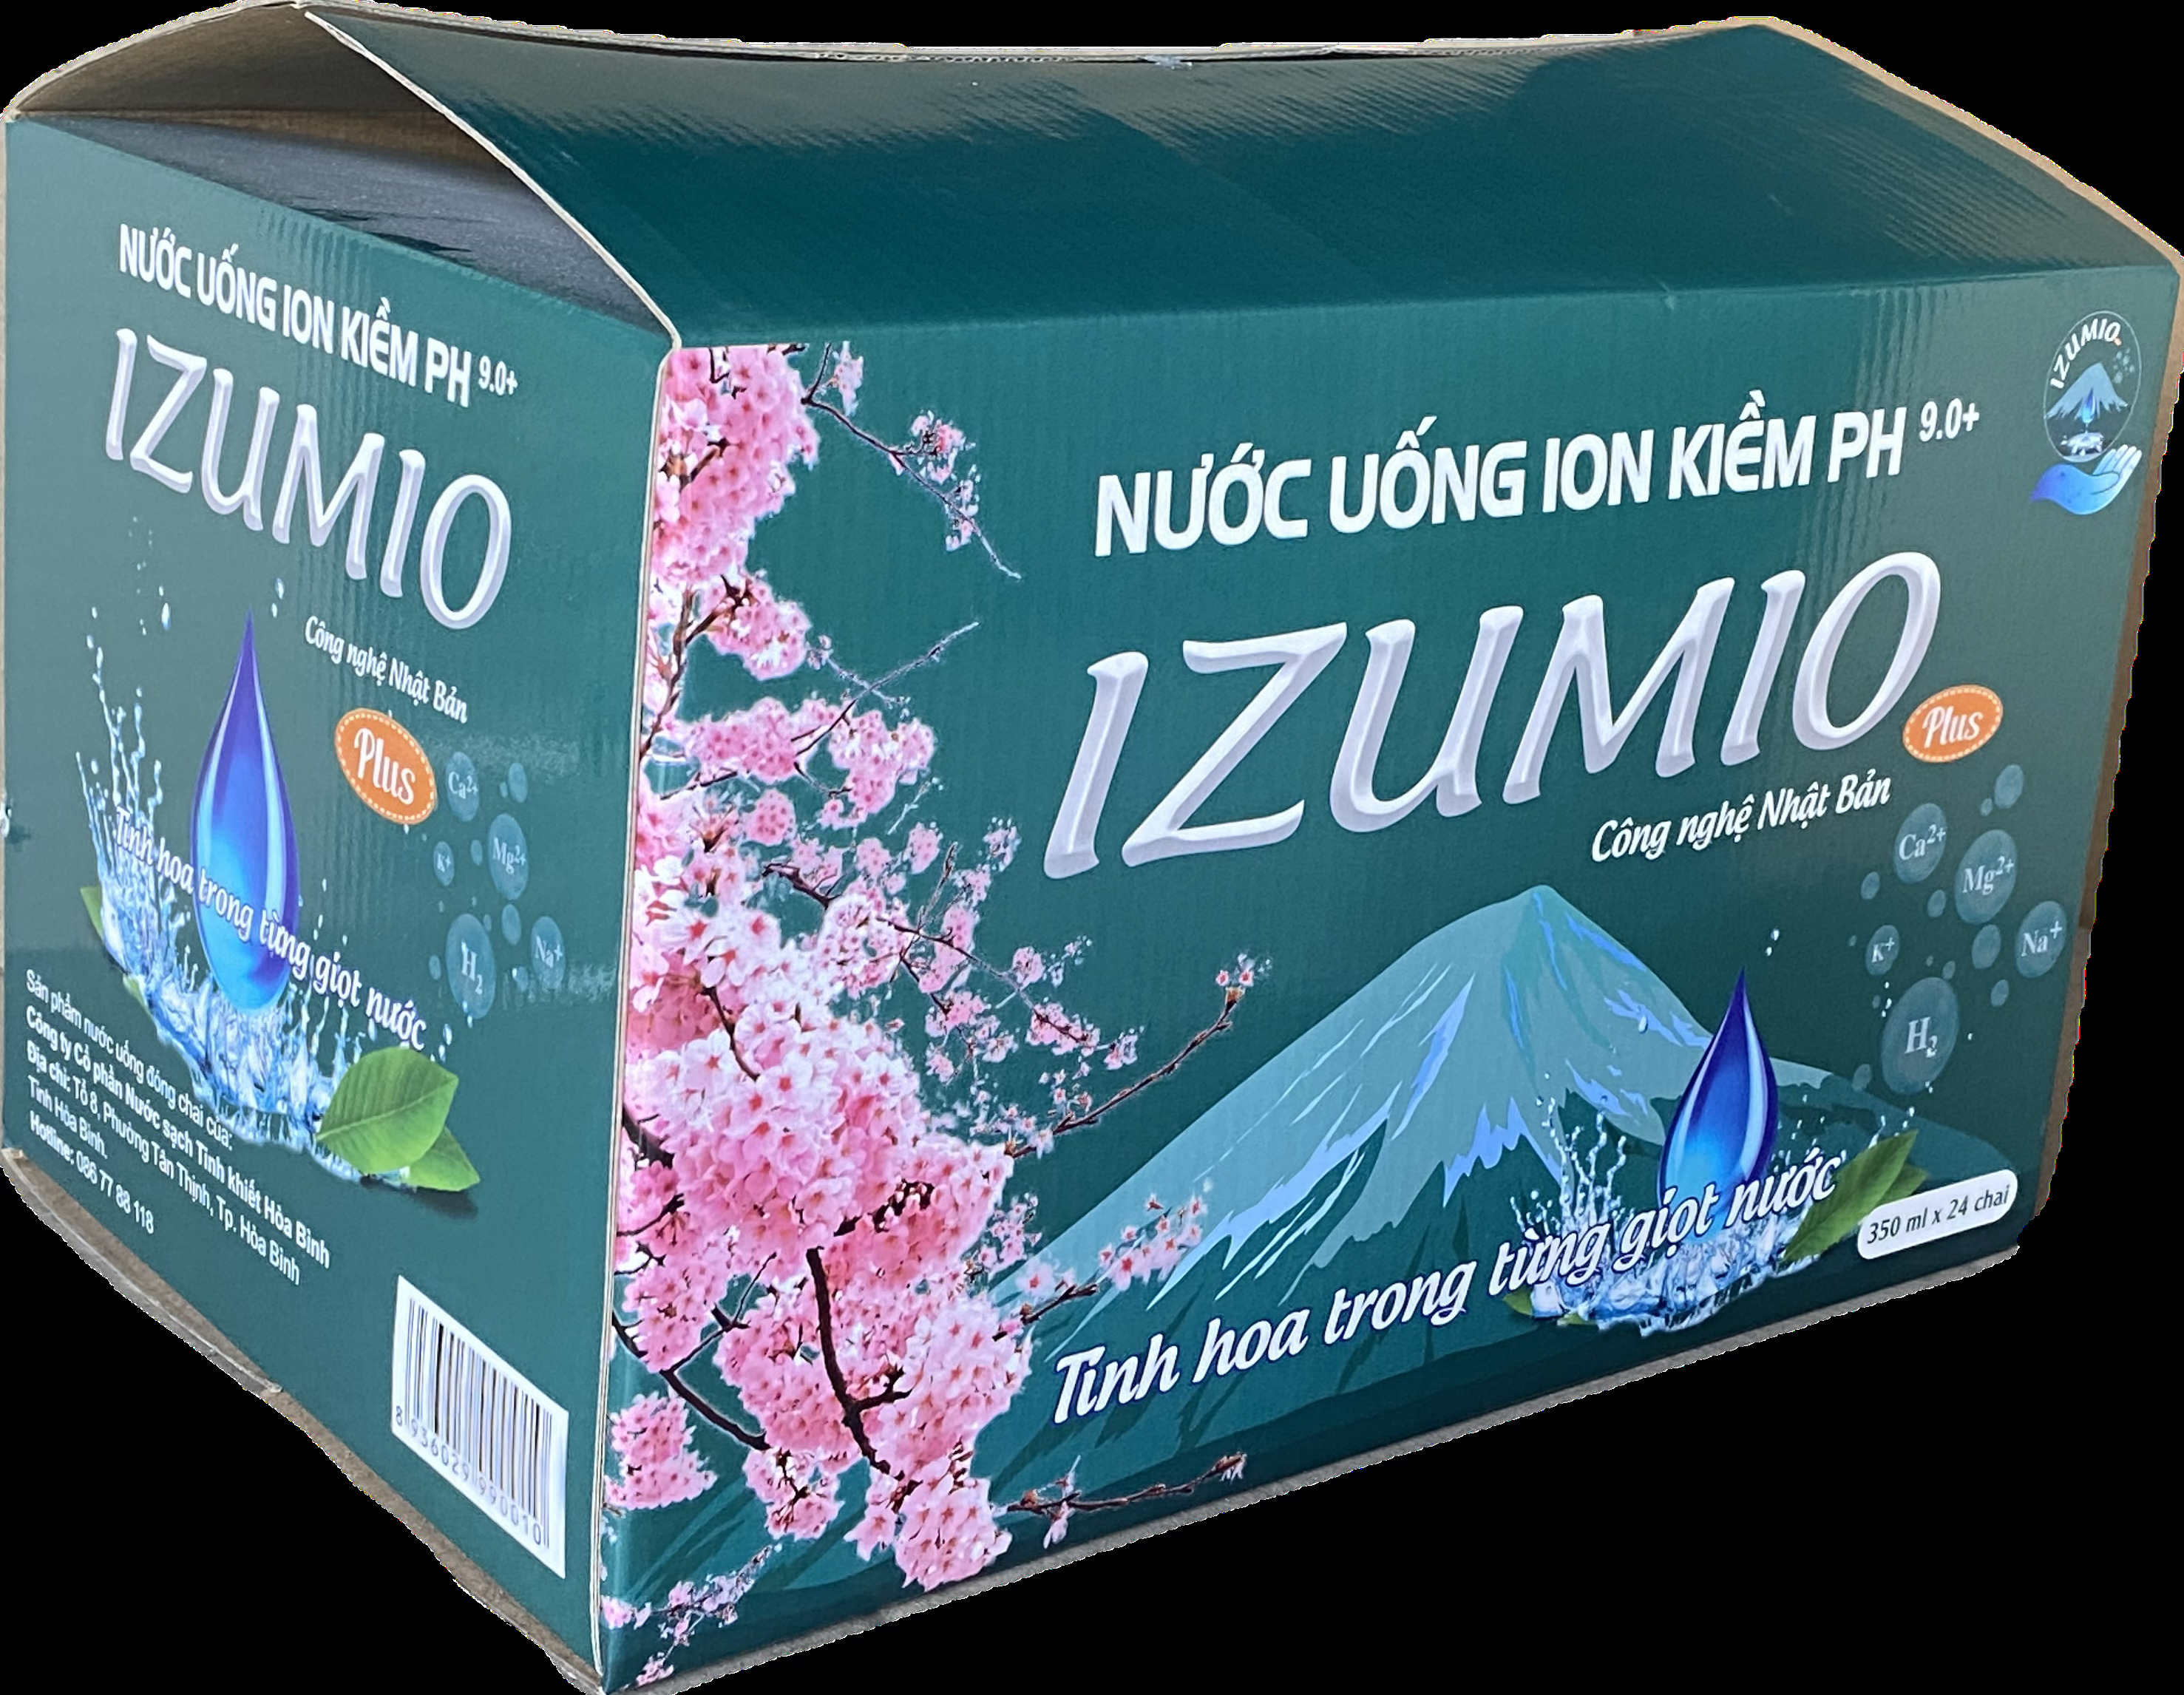 NƯỚC UỐNG ION KIỀM PH 9.0+
IZUMIO
Công nghệ Nhật Bản
Plus
Ca2+
K+
Mg2+
H2
Na+
Tinh hoa trong từng giọt nước
Sản phẩm nước uống đóng chai của:
Công ty Cổ phần Nước sạch Tinh khiết Hòa Bình
Địa chỉ: Tổ 8, Phường Tân Thịnh, Tp. Hòa Bình
Tỉnh Hòa Bình.
Hotline: 086 77 88 118
8 936029 990010
IZUMIO
NƯỚC UỐNG ION KIỀM PH 9.0+
IZUMIO
Plus
Công nghệ Nhật Bản
Ca2+
Mg2+
K+
Na+
H2
Tinh hoa trong từng giọt nước
350 ml x 24 chai